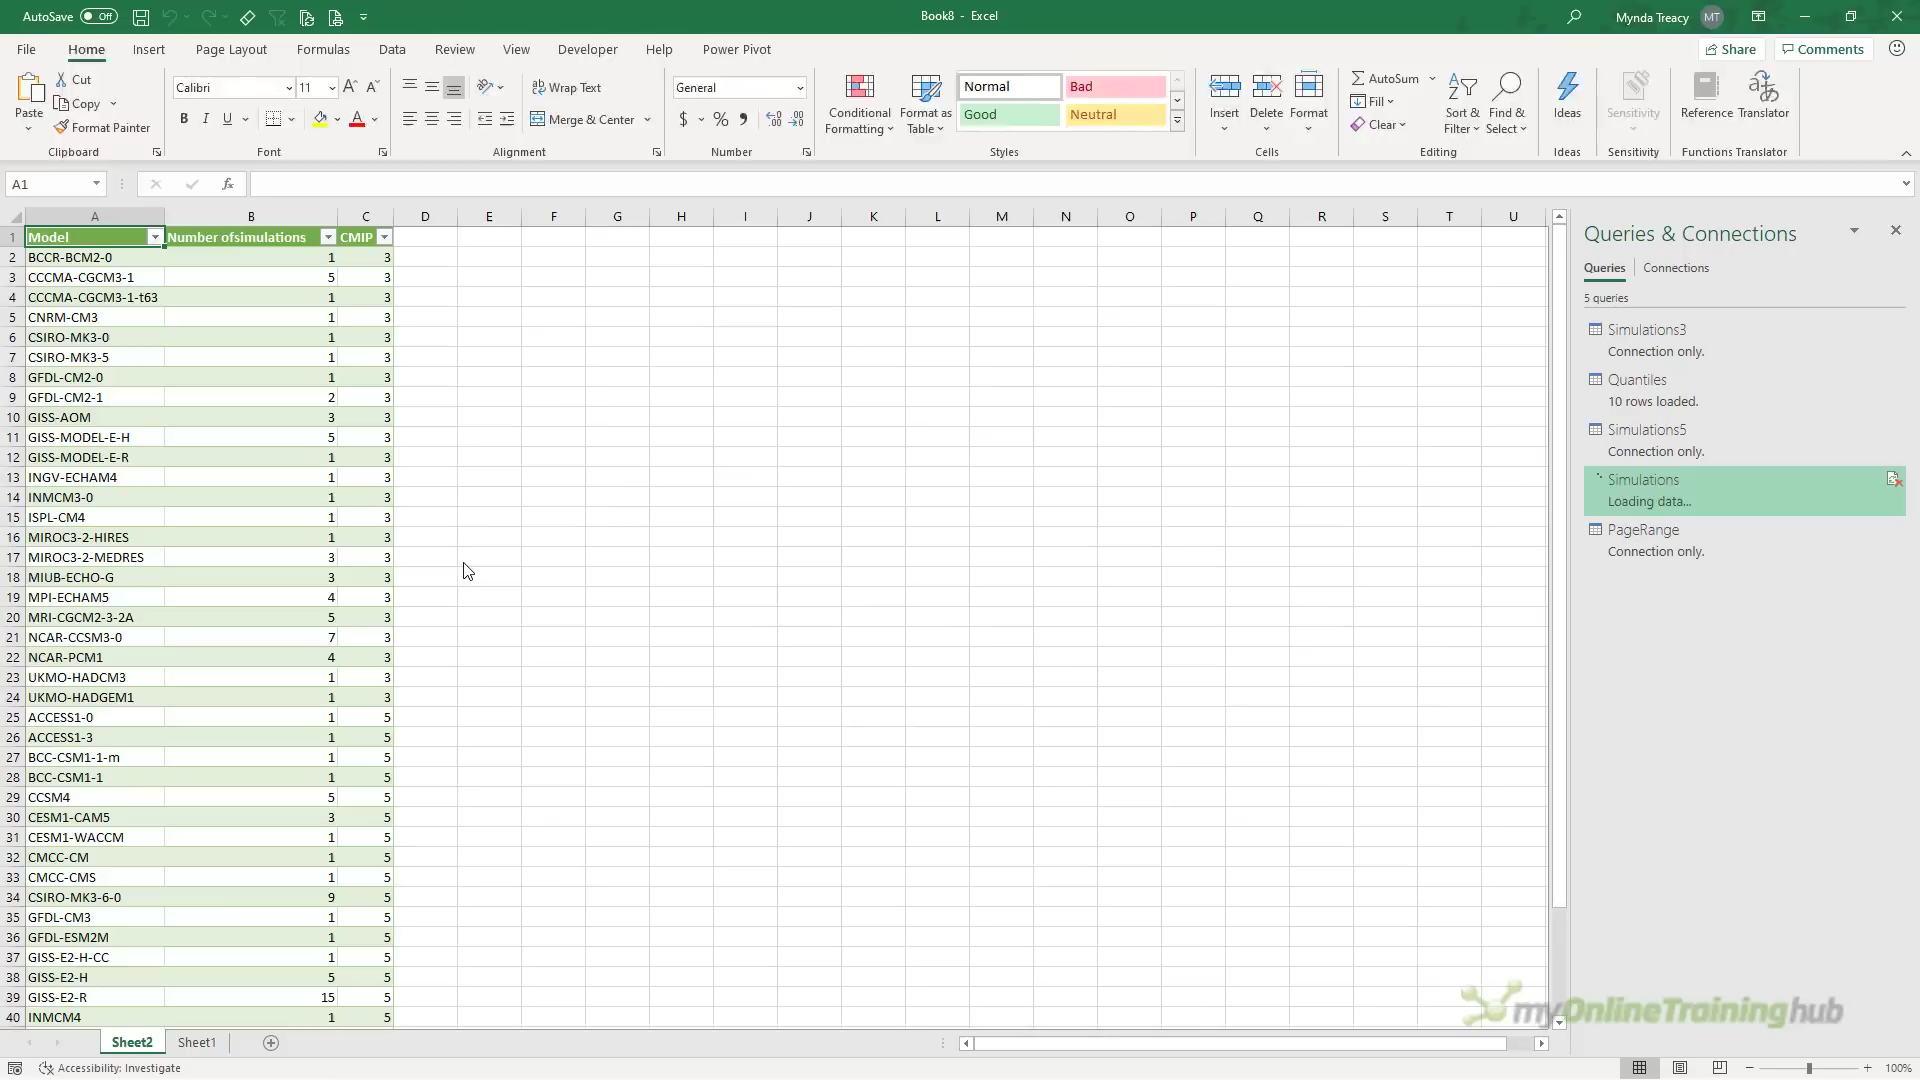 AutoSave Off Book8 - Excel Mynda Treacy MT
File Home Insert Page Layout Formulas Data Review View Developer Help Power Pivot Share Comments
Paste Cut Copy Format Painter Clipboard
Calibri 11 B I U Font
Wrap Text Merge & Center Alignment
General $ % Number
Conditional Formatting Format as Table Normal Bad Good Neutral Styles
Insert Delete Format Cells
AutoSum Fill Clear Sort & Filter Find & Select Editing
Ideas Ideas
Sensitivity Sensitivity
Reference Translator Functions Translator
A1 fx
A B C D E F G H I J K L M N O P Q R S T U
1 Model Number ofsimulations CMIP
2 BCCR-BCM2-0 1 3
3 CCCMA-CGCM3-1 5 3
4 CCCMA-CGCM3-1-t63 1 3
5 CNRM-CM3 1 3
6 CSIRO-MK3-0 1 3
7 CSIRO-MK3-5 1 3
8 GFDL-CM2-0 1 3
9 GFDL-CM2-1 2 3
10 GISS-AOM 3 3
11 GISS-MODEL-E-H 5 3
12 GISS-MODEL-E-R 1 3
13 INGV-ECHAM4 1 3
14 INMCM3-0 1 3
15 ISPL-CM4 1 3
16 MIROC3-2-HIRES 1 3
17 MIROC3-2-MEDRES 3 3
18 MIUB-ECHO-G 3 3
19 MPI-ECHAM5 4 3
20 MRI-CGCM2-3-2A 5 3
21 NCAR-CCSM3-0 7 3
22 NCAR-PCM1 4 3
23 UKMO-HADCM3 1 3
24 UKMO-HADGEM1 1 3
25 ACCESS1-0 1 5
26 ACCESS1-3 1 5
27 BCC-CSM1-1-m 1 5
28 BCC-CSM1-1 1 5
29 CCSM4 5 5
30 CESM1-CAM5 3 5
31 CESM1-WACCM 1 5
32 CMCC-CM 1 5
33 CMCC-CMS 1 5
34 CSIRO-MK3-6-0 9 5
35 GFDL-CM3 1 5
36 GFDL-ESM2M 1 5
37 GISS-E2-H-CC 1 5
38 GISS-E2-H 5 5
39 GISS-E2-R 15 5
40 INMCM4 1 5
Queries & Connections
Queries Connections
5 queries
Simulations3
Connection only.
Quantiles
10 rows loaded.
Simulations5
Connection only.
Simulations
Loading data...
PageRange
Connection only.
myOnlineTraininghub
Sheet2 Sheet1
Accessibility: Investigate 100%